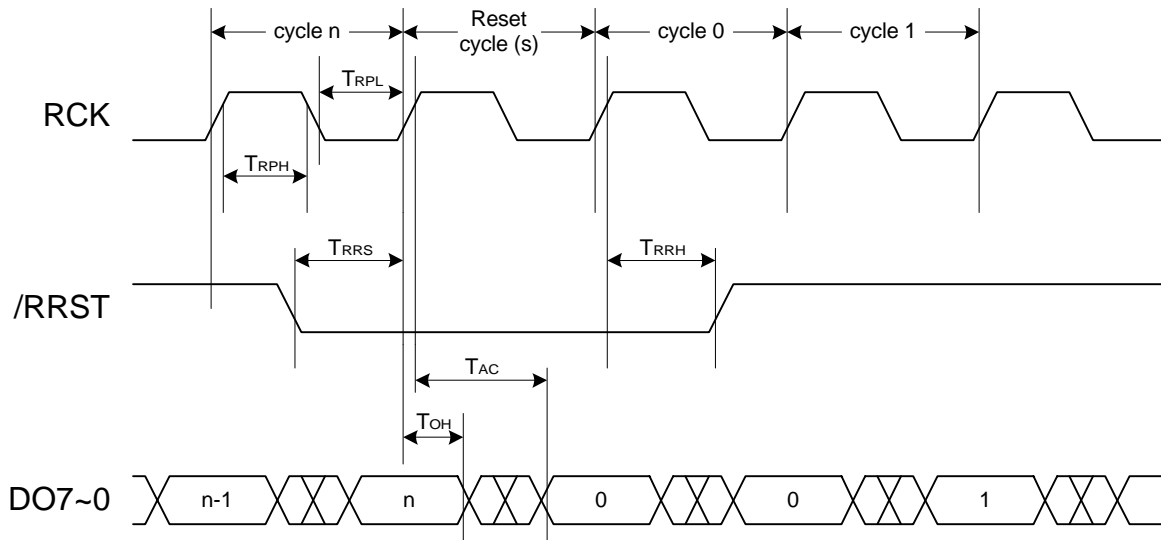 cycle n
Reset
cycle (s)
cycle 0
cycle 1
TRPL
RCK
TRPH
TRRS
TRRH
/RRST
TAC
TOH
DO7~0
n-1
n
0
0
1